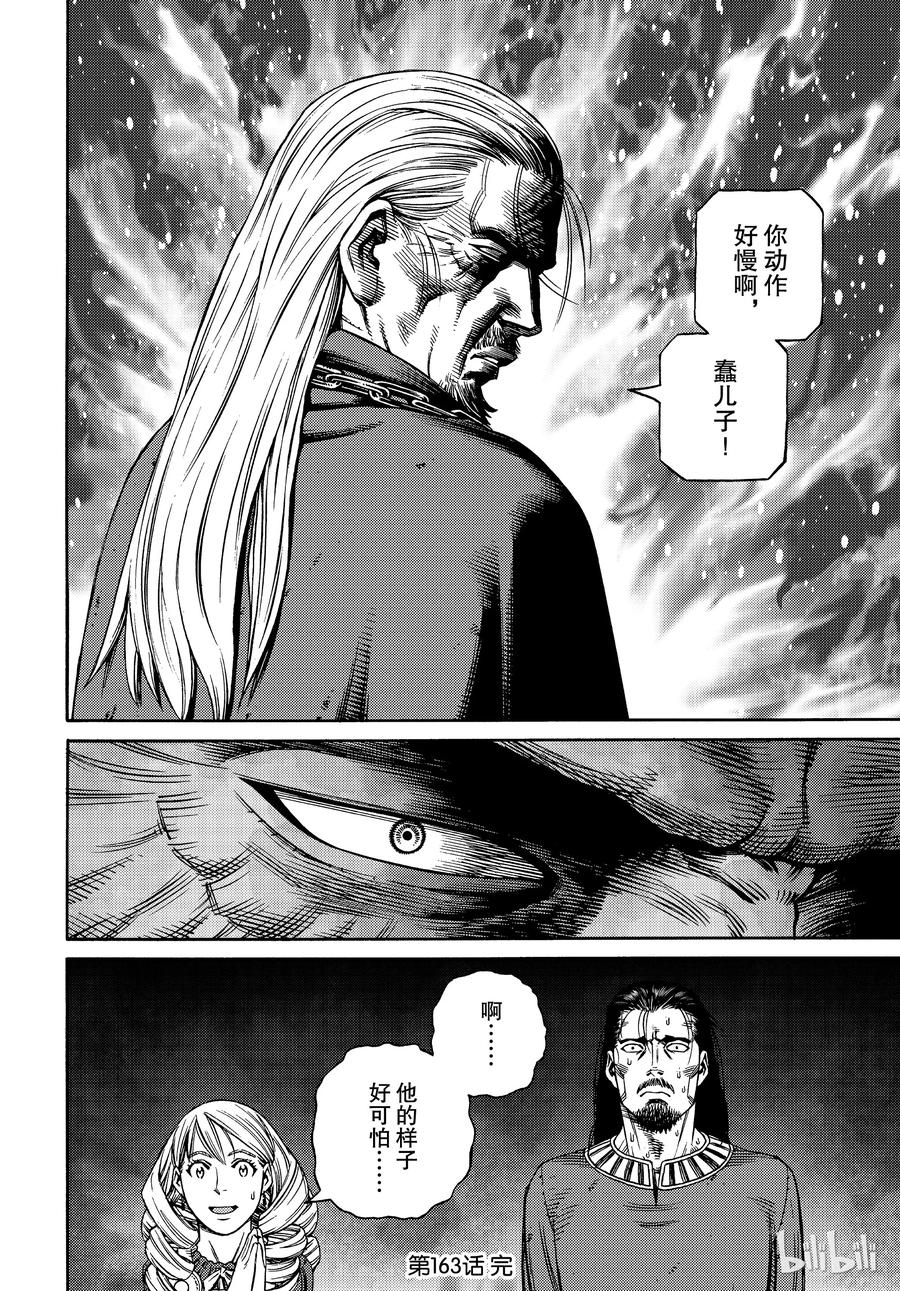 你动作
好慢啊，
蠢儿子！
啊……
他的样子
好可怕……
第163话 完
bilibili